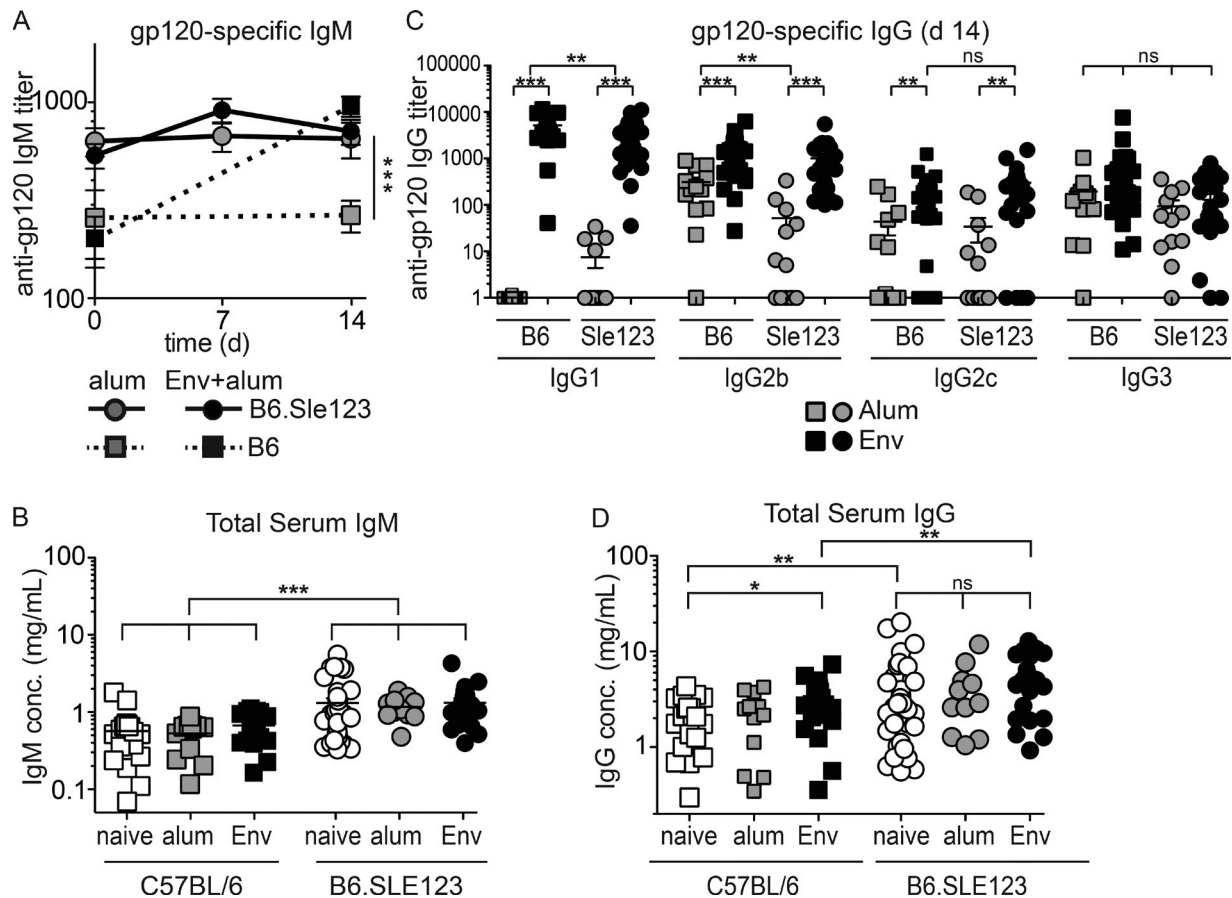 A
gp120-specific IgM
anti-gp120 IgM titer
1000
100
***
0 7 14
time (d)
alum Env+alum
B6.Sle123
B6
C
gp120-specific IgG (d 14)
anti-gp120 IgG titer
100000
10000
1000
100
10
1
** ** ns ns
*** *** *** *** ** **
B6 Sle123 B6 Sle123 B6 Sle123 B6 Sle123
IgG1 IgG2b IgG2c IgG3
Alum
Env
B
Total Serum IgM
IgM conc. (mg/mL)
100
10
1
0.1
***
naive alum Env naive alum Env
C57BL/6 B6.SLE123
D
Total Serum IgG
IgG conc. (mg/mL)
100
10
1
**
** ns
*
naive alum Env naive alum Env
C57BL/6 B6.SLE123